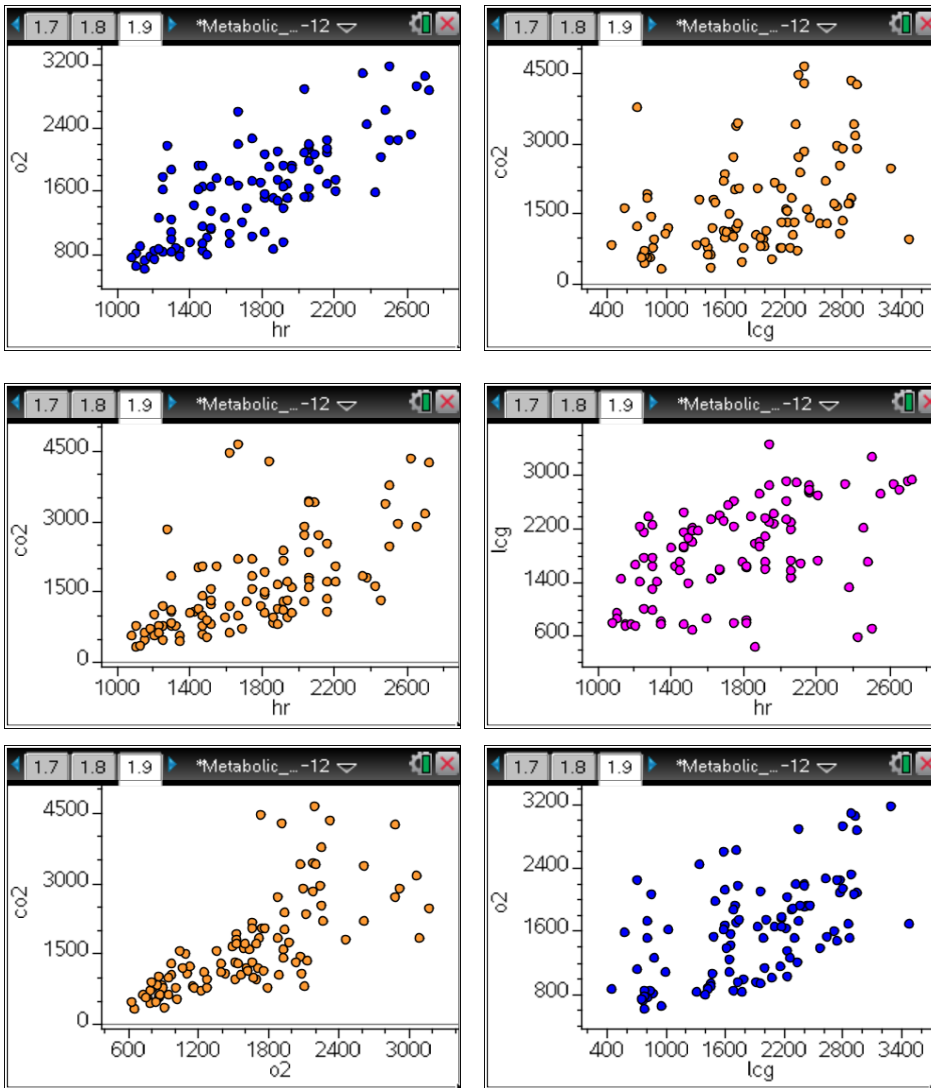 1.7 1.8 1.9 *Metabolic_...-12
3200
2400
1600
800
o2
1000 1400 1800 2200 2600
hr
1.7 1.8 1.9 *Metabolic_...-12
4500
3000
1500
0
co2
400 1000 1600 2200 2800 3400
lcg
1.7 1.8 1.9 *Metabolic_...-12
4500
3000
1500
0
co2
1000 1400 1800 2200 2600
hr
1.7 1.8 1.9 *Metabolic_...-12
3000
2200
1400
600
lcg
1000 1400 1800 2200 2600
hr
1.7 1.8 1.9 *Metabolic_...-12
4500
3000
1500
0
co2
600 1200 1800 2400 3000
o2
1.7 1.8 1.9 *Metabolic_...-12
3200
2400
1600
800
o2
400 1000 1600 2200 2800 3400
lcg